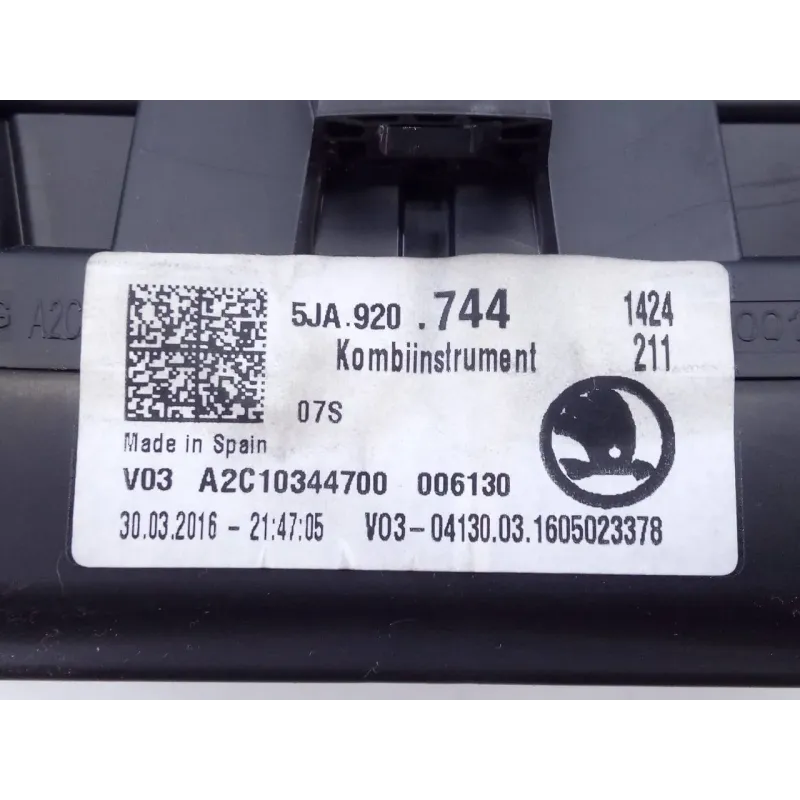 5JA.920 .744 1424
Kombiinstrument 211
07S
Made in Spain
V03 A2C10344700 006130
30.03.2016 - 21:47:05 V03-04130.03.1605023378
A2C